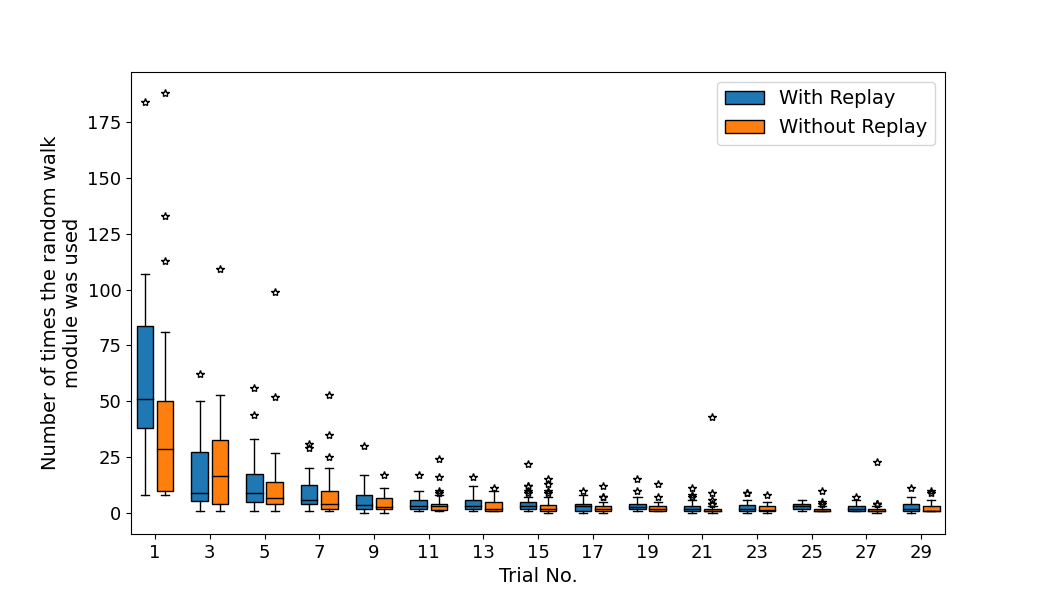 With Replay
Without Replay
Number of times the random walk
module was used
175
150
125
100
75
50
25
0
1 3 5 7 9 11 13 15 17 19 21 23 25 27 29
Trial No.